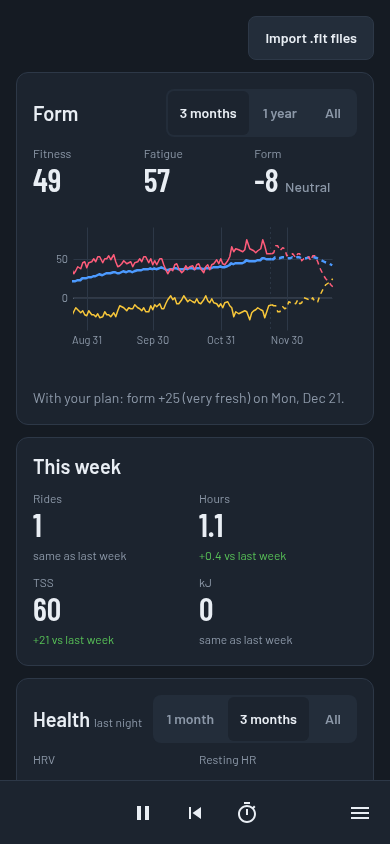 Import .fit files
Form
3 months
1 year
All
Fitness
Fatigue
Form
49
57
-8 Neutral
50
0
Aug 31
Sep 30
Oct 31
Nov 30
With your plan: form +25 (very fresh) on Mon, Dec 21.
This week
Rides
Hours
1
1.1
same as last week
+0.4 vs last week
TSS
kJ
60
0
+21 vs last week
same as last week
Health last night
1 month
3 months
All
HRV
Resting HR